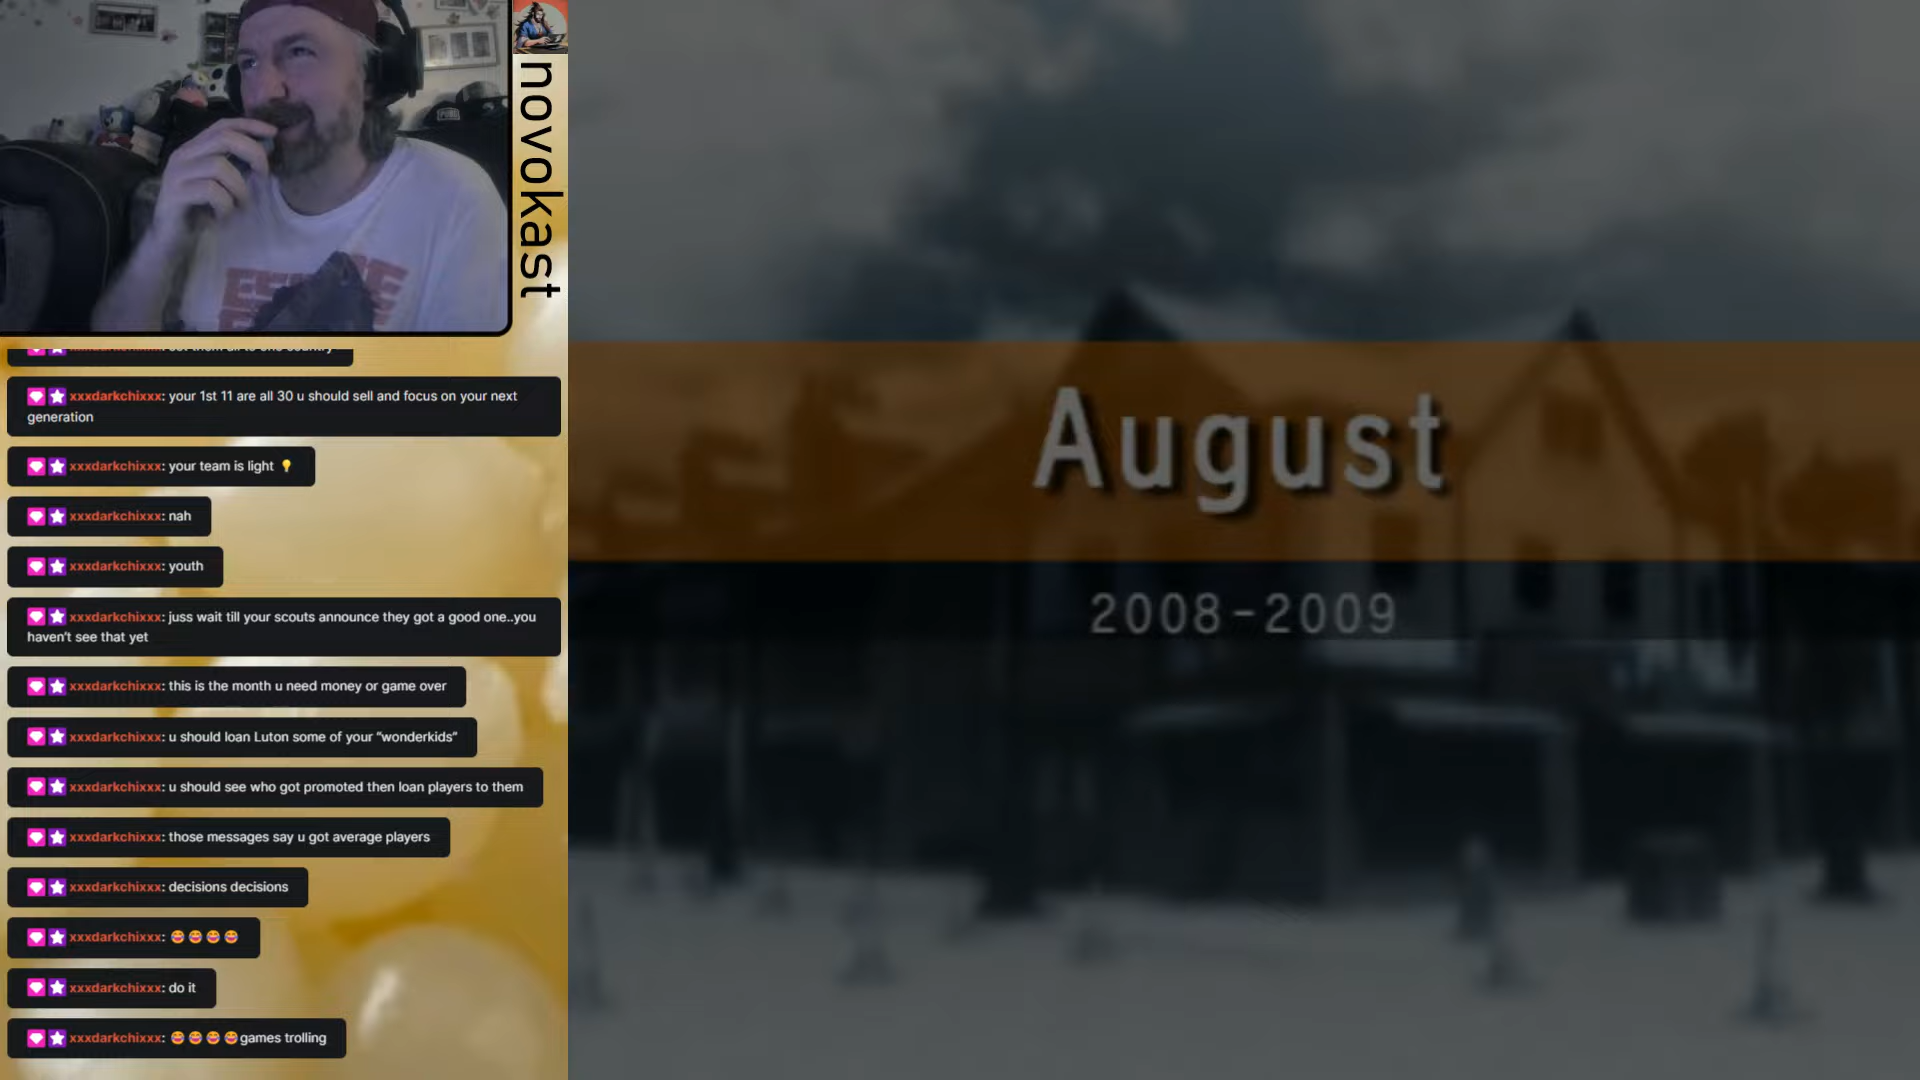 novokast
xxxdarkchixxx: your 1st 11 are all 30 u should sell and focus on your next
generation
xxxdarkchixxx: your team is light 💡
xxxdarkchixxx: nah
xxxdarkchixxx: youth
xxxdarkchixxx: juss wait till your scouts announce they got a good one..you
haven't see that yet
xxxdarkchixxx: this is the month u need money or game over
xxxdarkchixxx: u should loan Luton some of your “wonderkids”
xxxdarkchixxx: u should see who got promoted then loan players to them
xxxdarkchixxx: those messages say u got average players
xxxdarkchixxx: decisions decisions
xxxdarkchixxx: 😂😂😂😂
xxxdarkchixxx: do it
xxxdarkchixxx: 😂😂😂😂games trolling
August
2008-2009